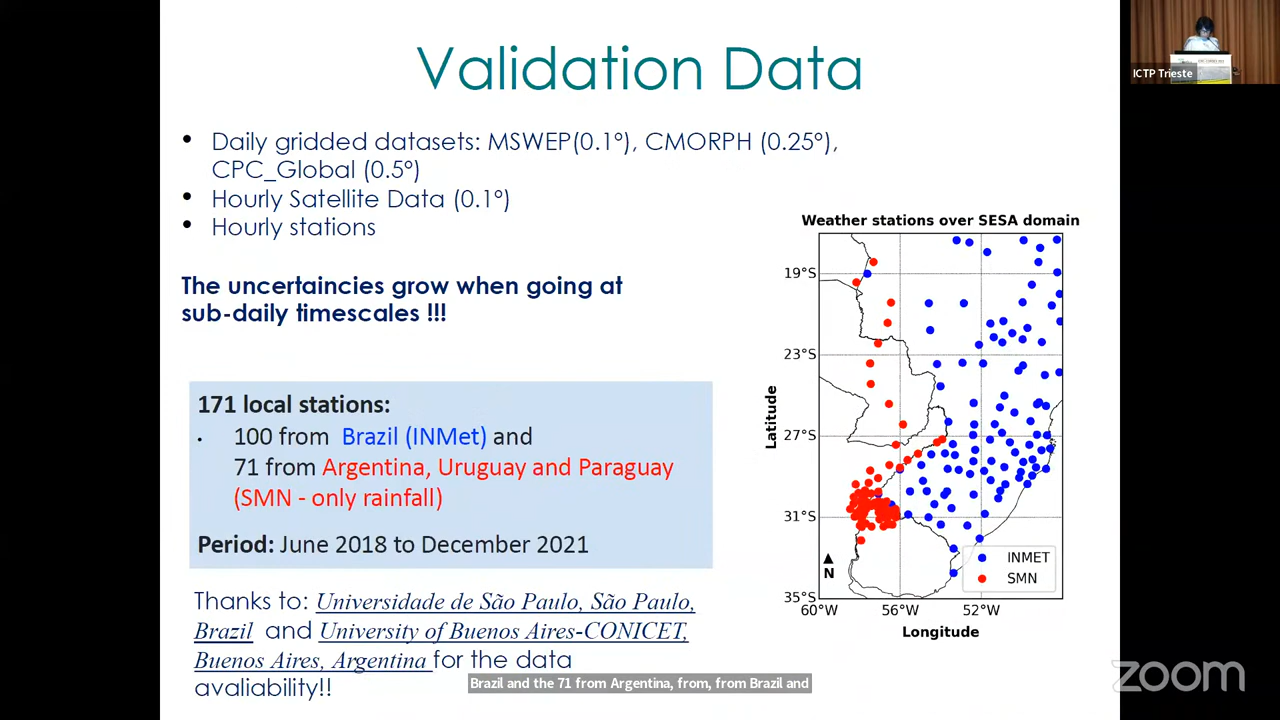 Validation Data
• Daily gridded datasets: MSWEP(0.1º), CMORPH (0.25º),
CPC_Global (0.5º)
• Hourly Satellite Data (0.1º)
• Hourly stations
The uncertaincies grow when going at
sub-daily timescales !!!
171 local stations:
• 100 from Brazil (INMet) and
71 from Argentina, Uruguay and Paraguay
(SMN - only rainfall)
Period: June 2018 to December 2021
Thanks to: Universidade de São Paulo, São Paulo,
Brazil and University of Buenos Aires-CONICET,
Buenos Aires, Argentina for the data
avaliability!!
Weather stations over SESA domain
19°S
23°S
27°S
31°S
35°S
Latitude
60°W 56°W 52°W
Longitude
N
INMET
SMN
Brazil and the 71 from Argentina, from, from Brazil and
ICTP Trieste
zoom